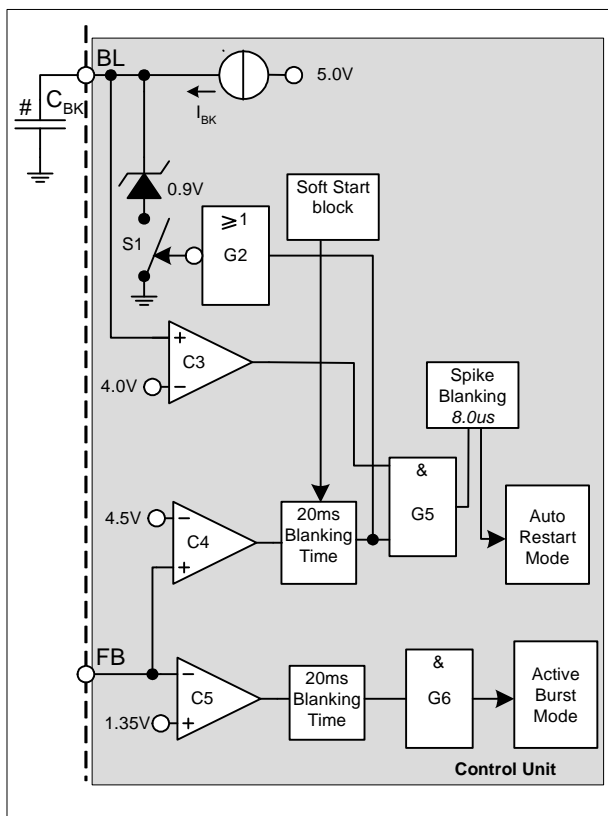 BL
5.0V
# C_BK
I_BK
0.9V
Soft Start
block
S1
⩾1
G2
+
C3
4.0V
−
Spike
Blanking
8.0us
&
G5
4.5V
−
C4
+
20ms
Blanking
Time
Auto
Restart
Mode
FB
−
C5
1.35V
+
20ms
Blanking
Time
&
G6
Active
Burst
Mode
Control Unit